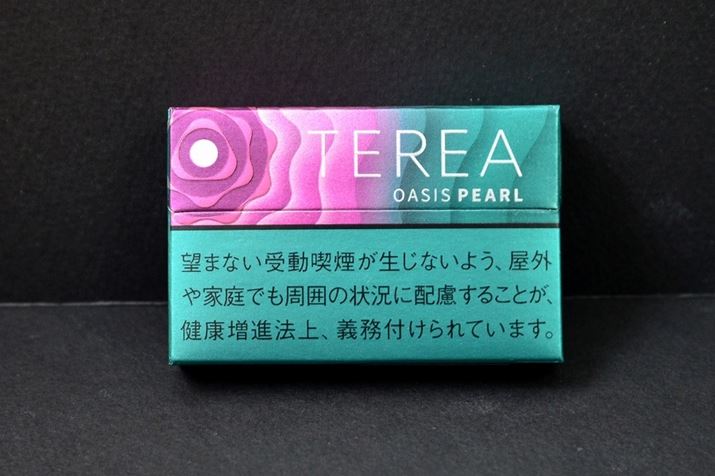 TEREA
OASIS PEARL
望まない受動喫煙が生じないよう、屋外
や家庭でも周囲の状況に配慮することが、
健康増進法上、義務付けられています。